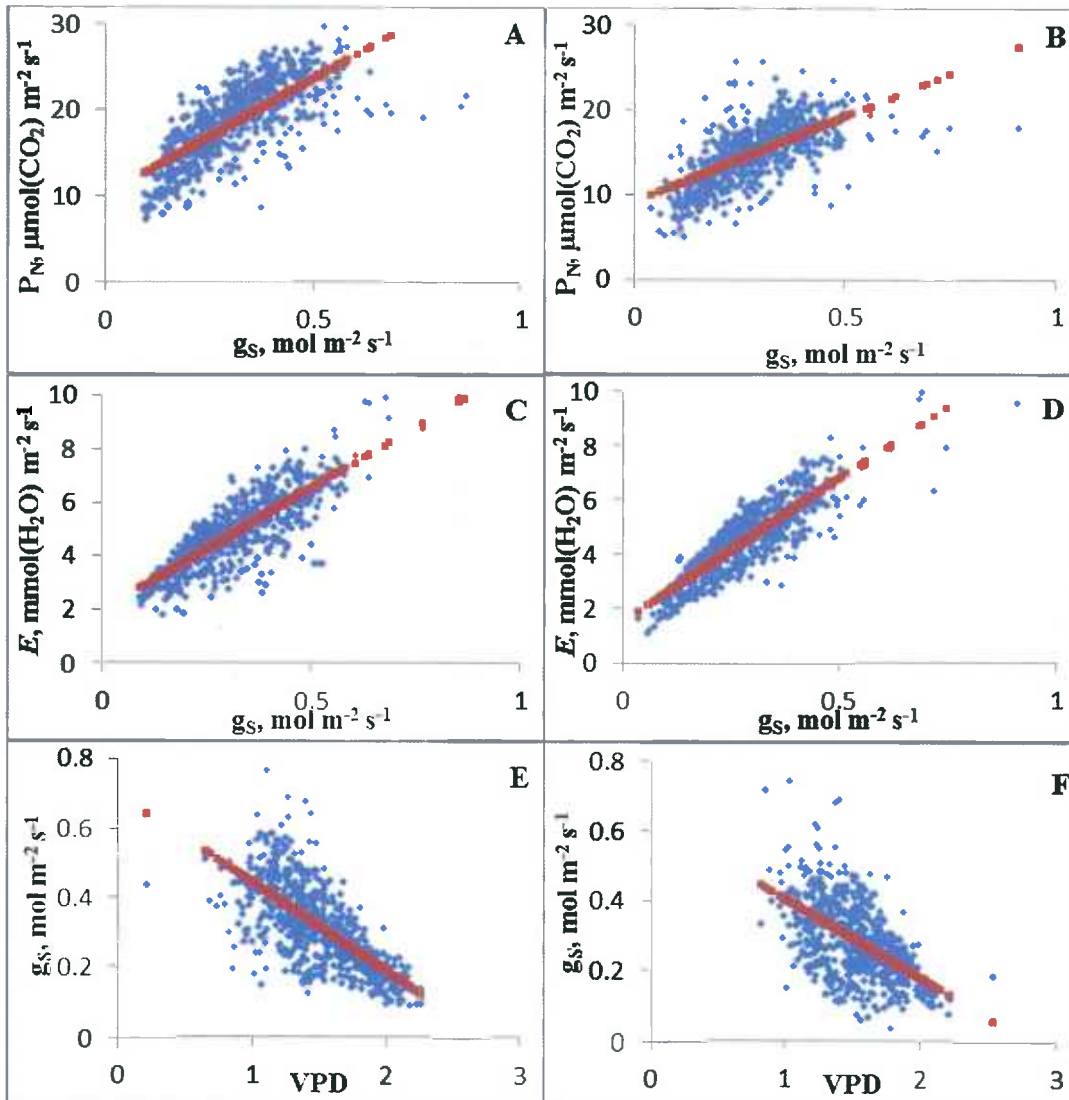 30
20
10
0
P_N, μmol(CO₂) m⁻² s⁻¹
A
0 0.5 1
g_S, mol m⁻² s⁻¹
30
20
10
0
P_N, μmol(CO₂) m⁻² s⁻¹
B
0 0.5 1
g_S, mol m⁻² s⁻¹
10
8
6
4
2
0
E, mmol(H₂O) m⁻² s⁻¹
C
0 0.5 1
g_S, mol m⁻² s⁻¹
10
8
6
4
2
0
E, mmol(H₂O) m⁻² s⁻¹
D
0 0.5 1
g_S, mol m⁻² s⁻¹
0.8
0.6
0.4
0.2
0
g_S, mol m⁻² s⁻¹
E
0 1 2 3
VPD
0.8
0.6
0.4
0.2
0
g_S, mol m⁻² s⁻¹
F
0 1 2 3
VPD